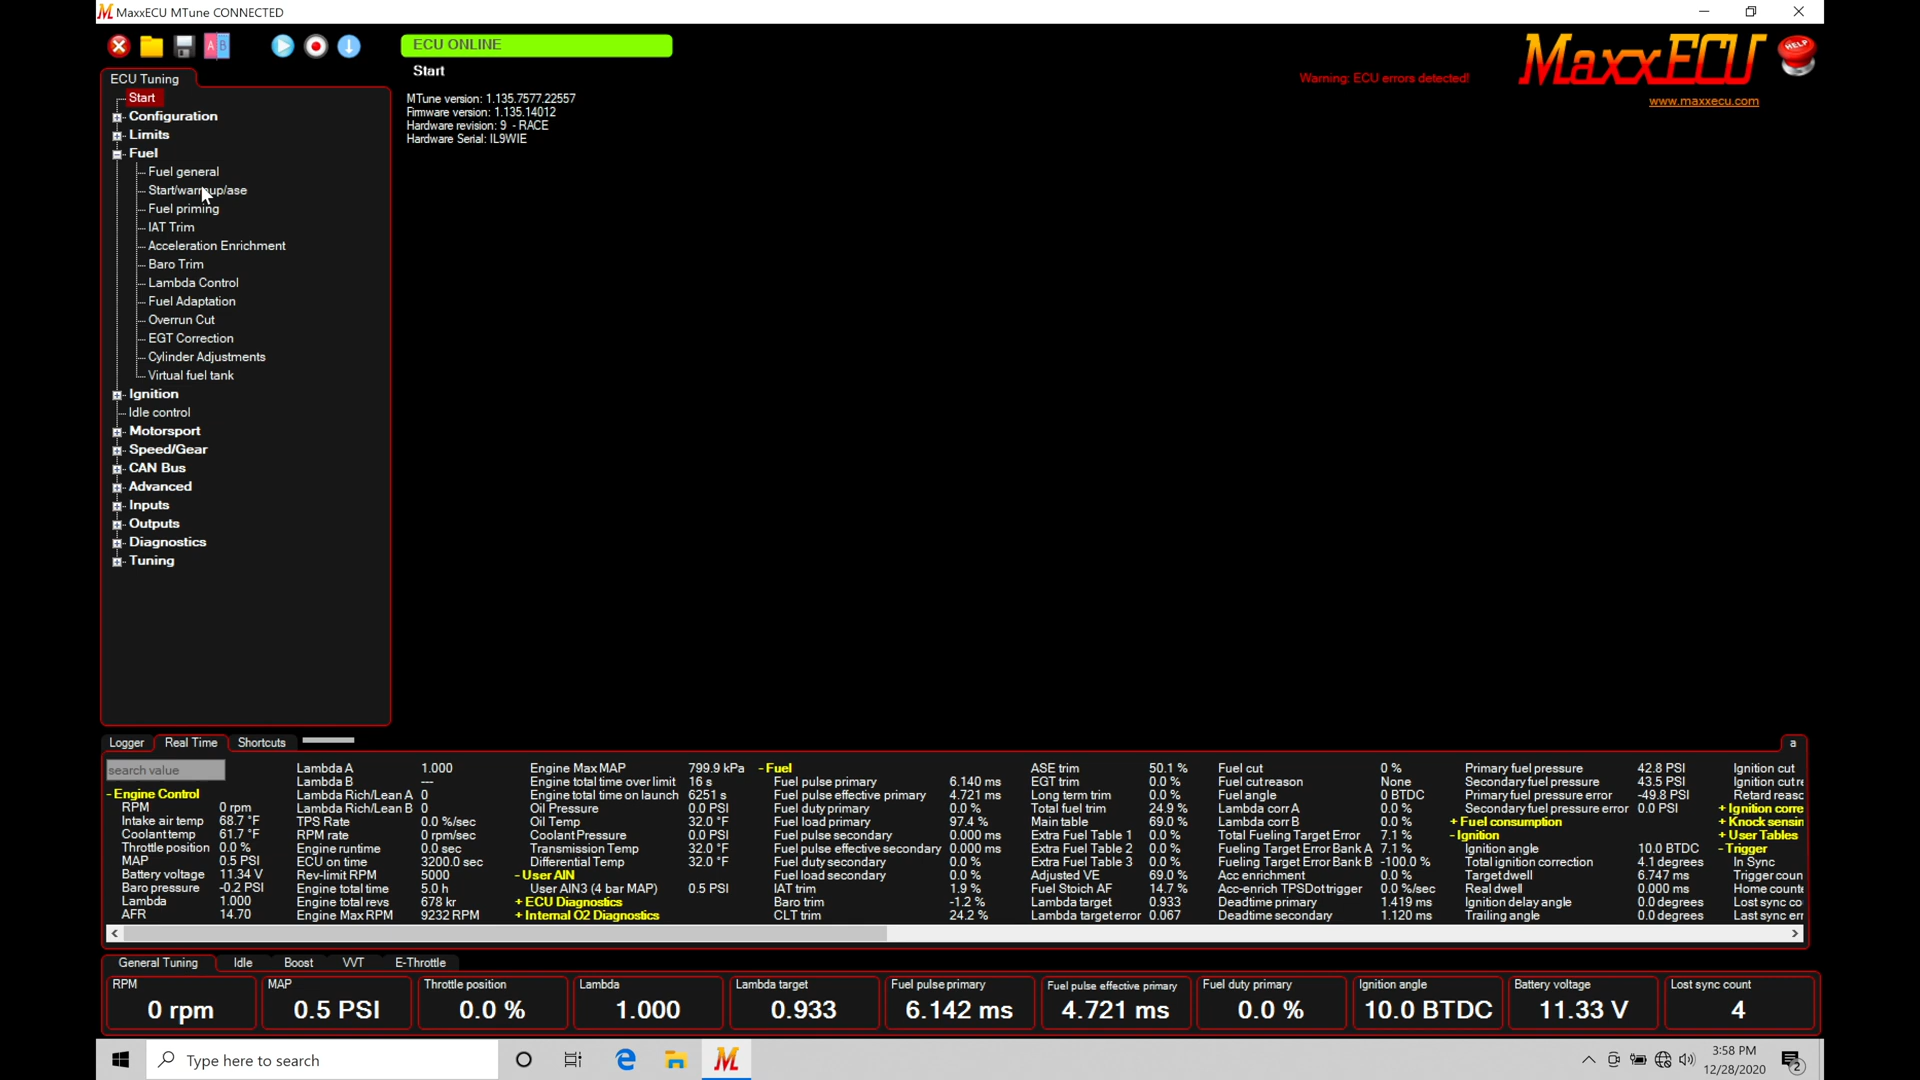 MaxxECU MTune CONNECTED
A B
ECU ONLINE
Start
Warning: ECU errors detected!
MaxxECU
HELP
www.maxxecu.com
MTune version: 1.135.7577.22557
Firmware version: 1.135.14012
Hardware revision: 9 - RACE
Hardware Serial: IL9WIE
ECU Tuning
Start
Configuration
Limits
Fuel
Fuel general
Start/warmup/ase
Fuel priming
IAT Trim
Acceleration Enrichment
Baro Trim
Lambda Control
Fuel Adaptation
Overrun Cut
EGT Correction
Cylinder Adjustments
Virtual fuel tank
Ignition
Idle control
Motorsport
Speed/Gear
CAN Bus
Advanced
Inputs
Outputs
Diagnostics
Tuning
Logger Real Time Shortcuts a
search value
- Engine Control
RPM 0 rpm
Intake air temp 68.7 °F
Coolant temp 61.7 °F
Throttle position 0.0 %
MAP 0.5 PSI
Battery voltage 11.34 V
Baro pressure -0.2 PSI
Lambda 1.000
AFR 14.70
Lambda A 1.000
Lambda B ---
Lambda Rich/Lean A 0
Lambda Rich/Lean B 0
TPS Rate 0.0 %/sec
RPM rate 0 rpm/sec
Engine runtime 0.0 sec
ECU on time 3200.0 sec
Rev-limit RPM 5000
Engine total time 5.0 h
Engine total revs 678 kr
Engine Max RPM 9232 RPM
Engine Max MAP 799.9 kPa
Engine total time over limit 16 s
Engine total time on launch 6251 s
Oil Pressure 0.0 PSI
Oil Temp 32.0 °F
Coolant Pressure 0.0 PSI
Transmission Temp 32.0 °F
Differential Temp 32.0 °F
- User AIN
User AIN3 (4 bar MAP) 0.5 PSI
+ ECU Diagnostics
+ Internal O2 Diagnostics
- Fuel
Fuel pulse primary 6.140 ms
Fuel pulse effective primary 4.721 ms
Fuel duty primary 0.0 %
Fuel load primary 97.4 %
Fuel pulse secondary 0.000 ms
Fuel pulse effective secondary 0.000 ms
Fuel duty secondary 0.0 %
Fuel load secondary 0.0 %
IAT trim 1.9 %
Baro trim -1.2 %
CLT trim 24.2 %
ASE trim 50.1 %
EGT trim 0.0 %
Long term trim 0.0 %
Total fuel trim 24.9 %
Main table 69.0 %
Extra Fuel Table 1 0.0 %
Extra Fuel Table 2 0.0 %
Extra Fuel Table 3 0.0 %
Adjusted VE 69.0 %
Fuel Stoich AF 14.7 %
Lambda target 0.933
Lambda target error 0.067
Fuel cut 0 %
Fuel cut reason None
Fuel angle 0 BTDC
Lambda corr A 0.0 %
Lambda corr B 0.0 %
Total Fueling Target Error 7.1 %
Fueling Target Error Bank A 7.1 %
Fueling Target Error Bank B -100.0 %
Acc enrichment 0.0 %
Acc-enrich TPSDot trigger 0.0 %/sec
Deadtime primary 1.419 ms
Deadtime secondary 1.120 ms
Primary fuel pressure 42.8 PSI
Secondary fuel pressure 43.5 PSI
Primary fuel pressure error -49.8 PSI
Secondary fuel pressure error 0.0 PSI
+ Fuel consumption
- Ignition
Ignition angle 10.0 BTDC
Total ignition correction 4.1 degrees
Target dwell 6.747 ms
Real dwell 0.000 ms
Ignition delay angle 0.0 degrees
Trailing angle 0.0 degrees
Ignition cut
Ignition cut re
Retard reaso
+ Ignition corre
+ Knock sensin
+ User Tables
- Trigger
In Sync
Trigger coun
Home counte
Lost sync co
Last sync err
General Tuning Idle Boost VVT E-Throttle
RPM 0 rpm
MAP 0.5 PSI
Throttle position 0.0 %
Lambda 1.000
Lambda target 0.933
Fuel pulse primary 6.142 ms
Fuel pulse effective primary 4.721 ms
Fuel duty primary 0.0 %
Ignition angle 10.0 BTDC
Battery voltage 11.33 V
Lost sync count 4
Type here to search
3:58 PM
12/28/2020
2